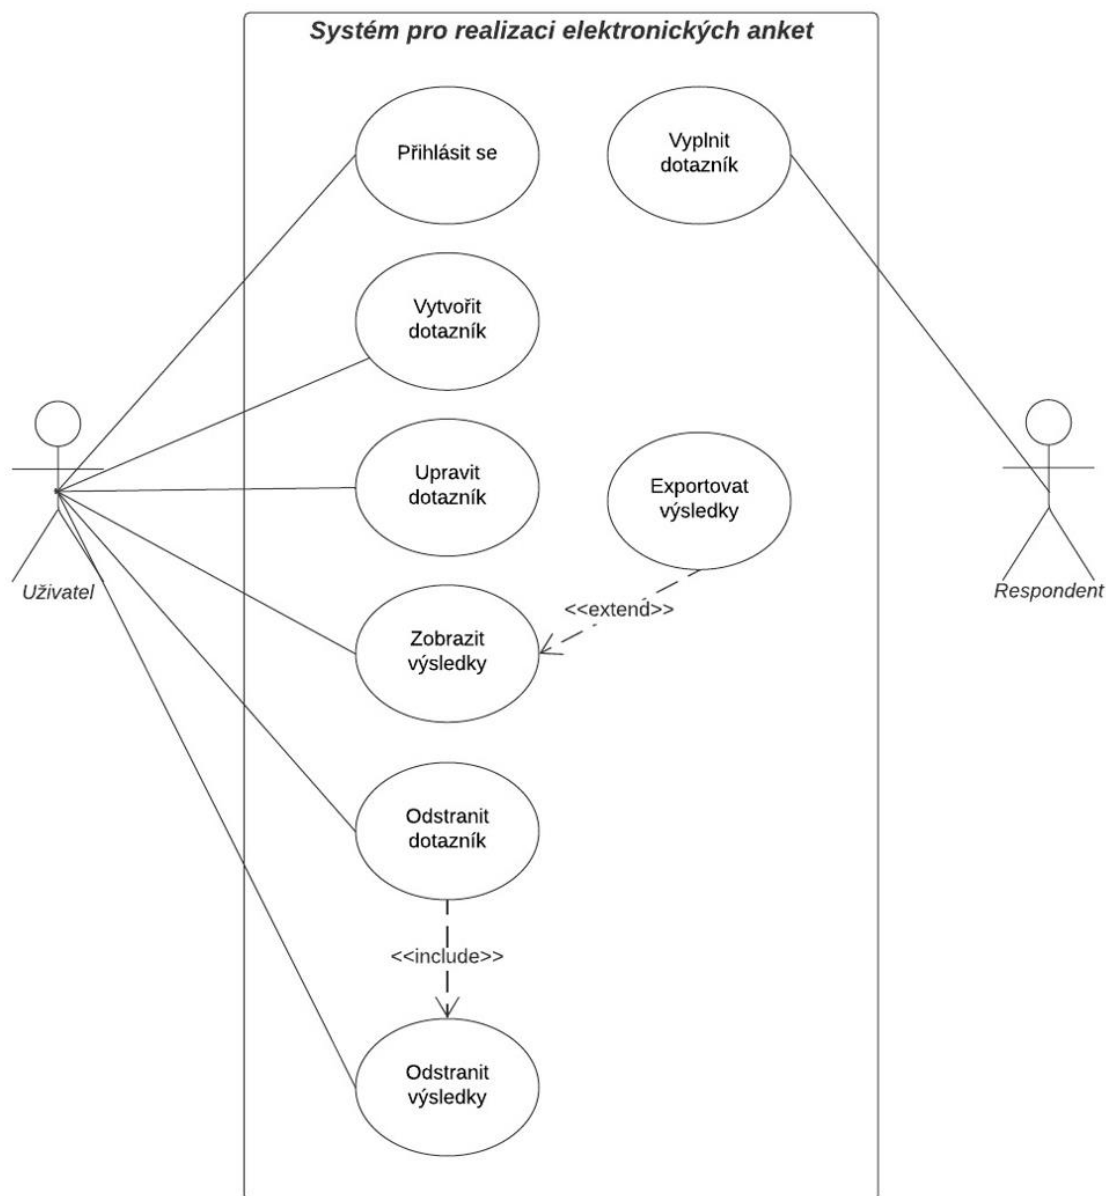 Systém pro realizaci elektronických anket
Přihlásit se
Vyplnit
dotazník
Vytvořit
dotazník
Upravit
dotazník
Exportovat
výsledky
Uživatel
Respondent
<<extend>>
Zobrazit
výsledky
Odstranit
dotazník
<<include>>
Odstranit
výsledky